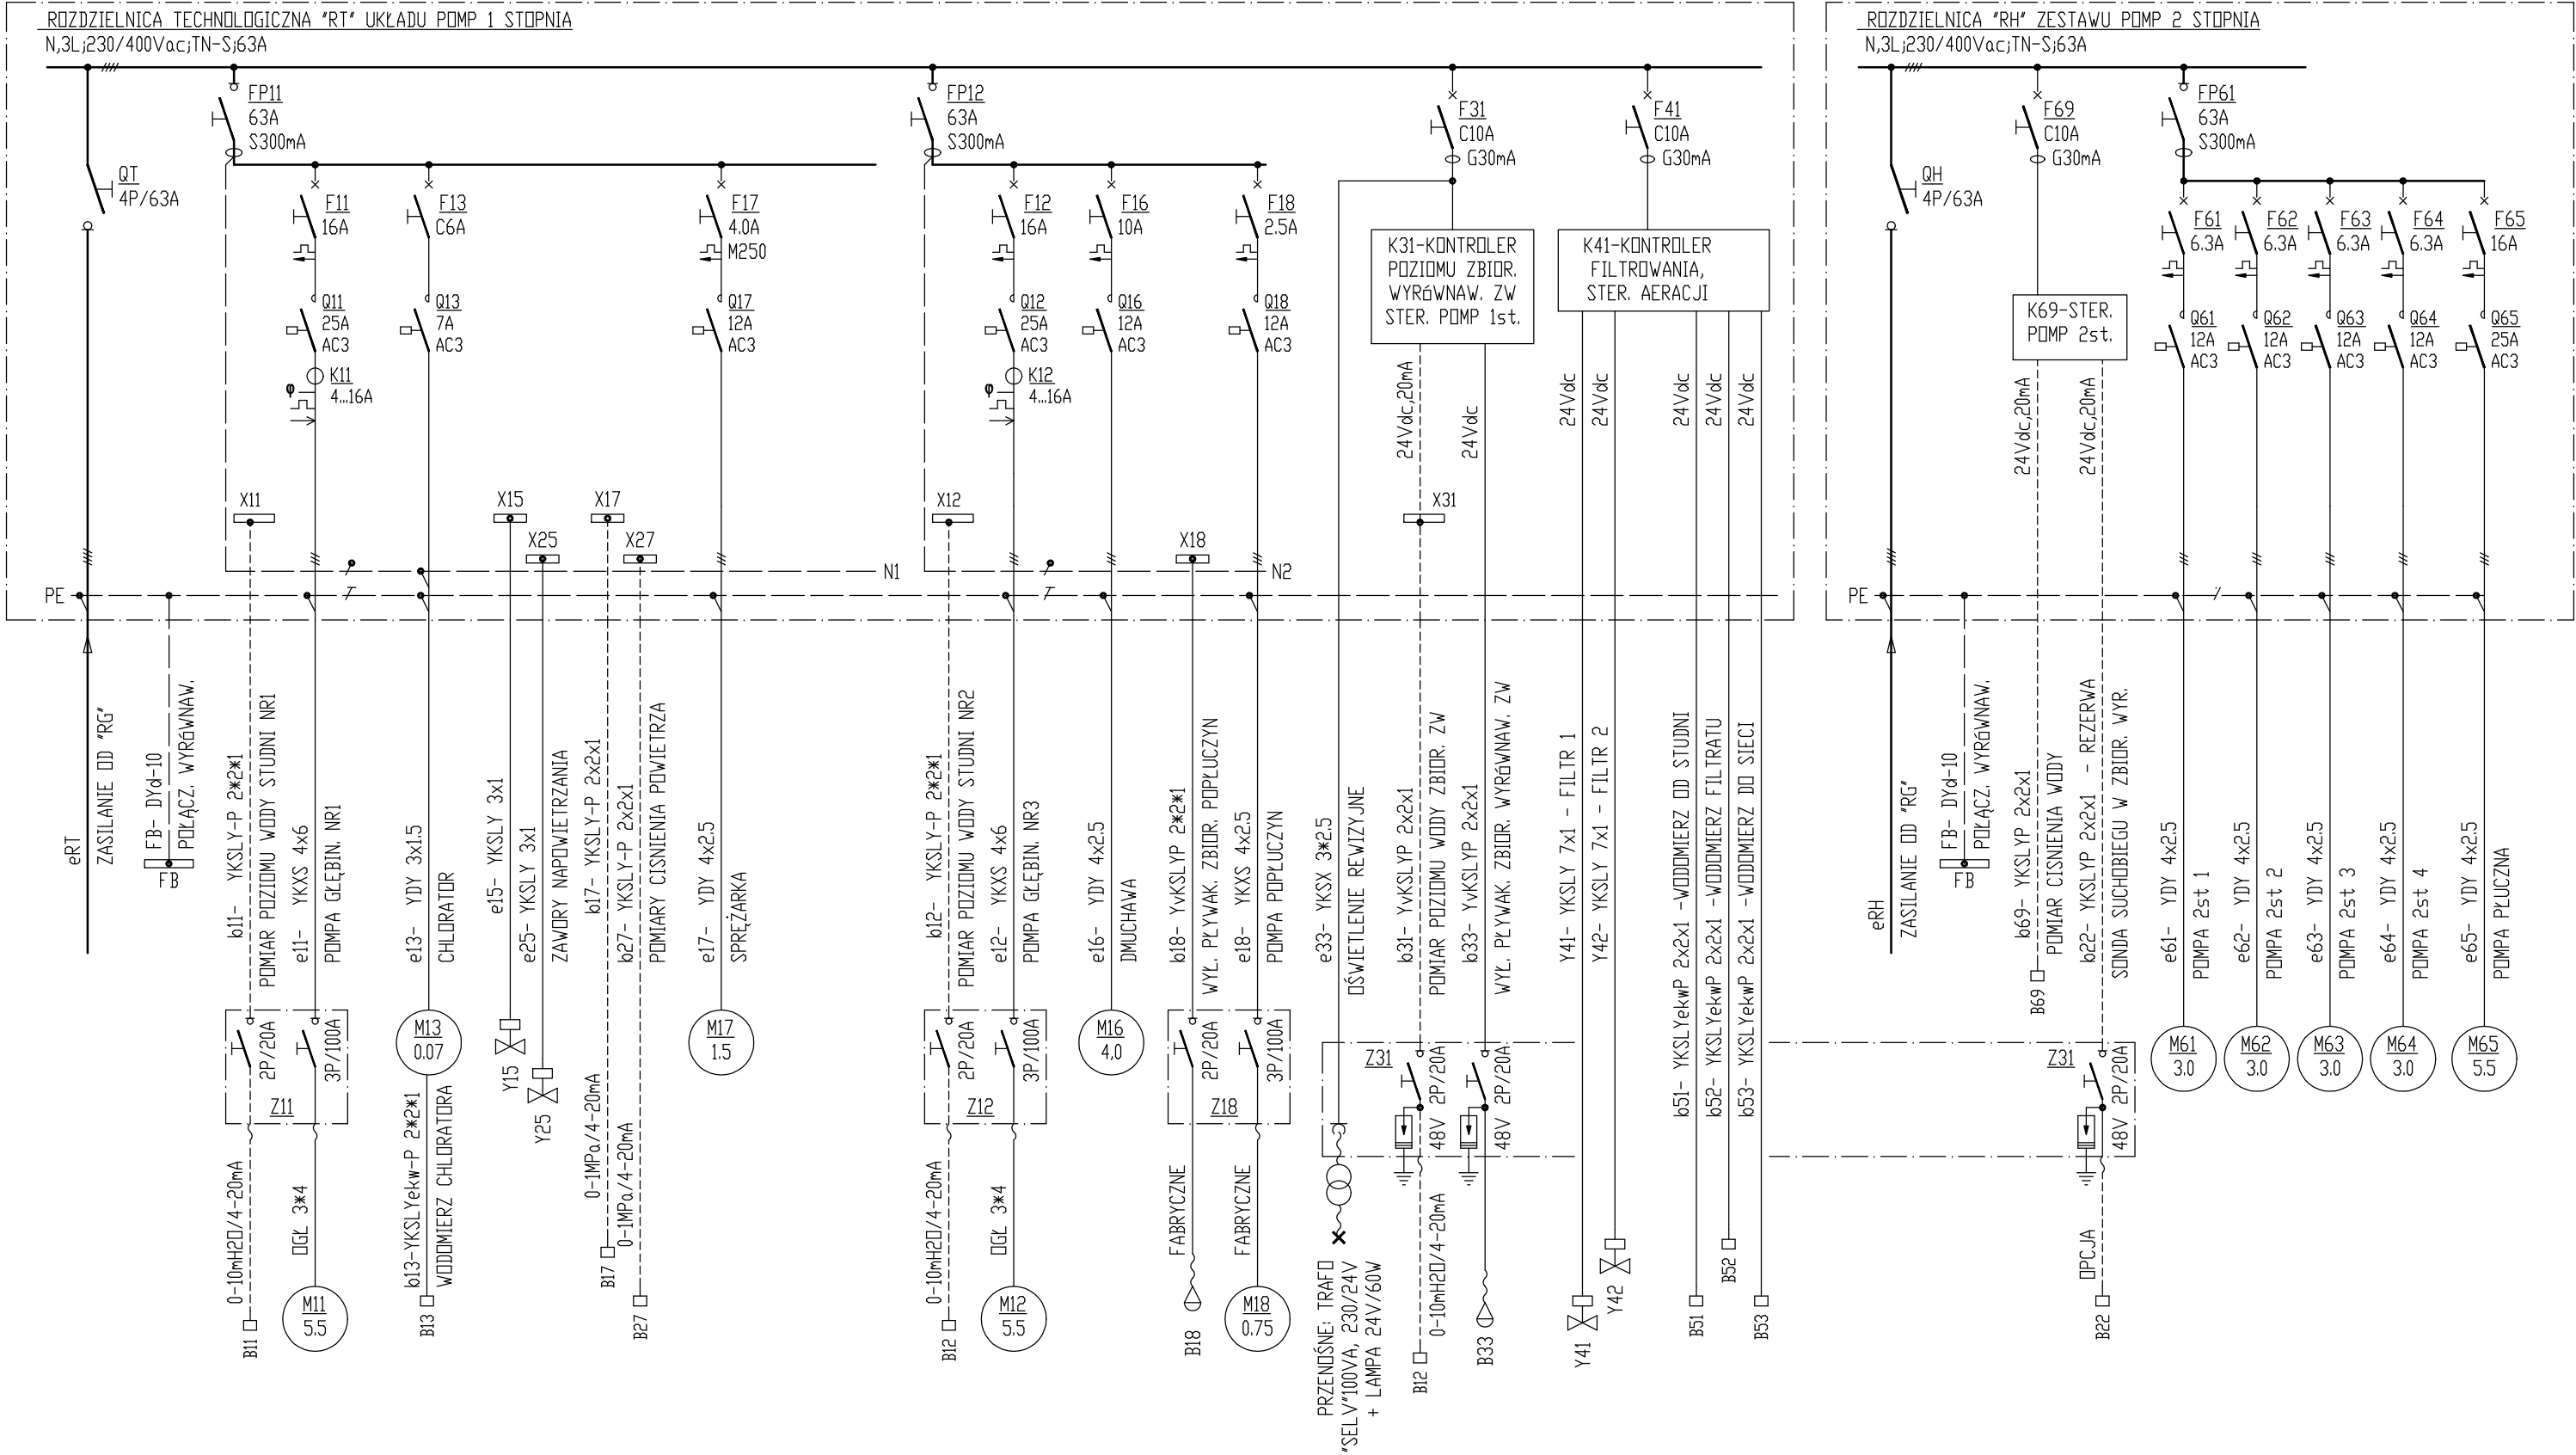 ROZDZIELNICA TECHNOLOGICZNA "RT" UKŁADU POMP 1 STOPNIA
N,3L;230/400Vac;TN-S;63A
QT
4P/63A
FP11
63A
S300mA
F11
16A
F13
C6A
F17
4.0A
M250
Q11
25A
AC3
Q13
7A
AC3
Q17
12A
AC3
K11
4...16A
φ
FP12
63A
S300mA
F12
16A
F16
10A
F18
2.5A
Q12
25A
AC3
Q16
12A
AC3
Q18
12A
AC3
K12
4...16A
φ
F31
C10A
G30mA
F41
C10A
G30mA
K31-KONTROLER
POZIOMU ZBIOR.
WYRÓWNAW. ZW
STER. POMP 1st.
K41-KONTROLER
FILTROWANIA,
STER. AERACJI
24Vdc,20mA
24Vdc
24Vdc
24Vdc
24Vdc
24Vdc
24Vdc
X11
X15
X25
X17
X27
X12
X18
X31
N1
N2
PE
ROZDZIELNICA "RH" ZESTAWU POMP 2 STOPNIA
N,3L;230/400Vac;TN-S;63A
QH
4P/63A
F69
C10A
G30mA
FP61
63A
S300mA
F61
6.3A
F62
6.3A
F63
6.3A
F64
6.3A
F65
16A
K69-STER.
POMP 2st.
Q61
12A
AC3
Q62
12A
AC3
Q63
12A
AC3
Q64
12A
AC3
Q65
25A
AC3
24Vdc,20mA
24Vdc,20mA
PE
eRT
ZASILANIE OD "RG"
FB- DYd-10
POŁĄCZ. WYRÓWNAW.
FB
b11- YKSLY-P 2*2*1
POMIAR POZIOMU WODY STUDNI NR1
e11- YKXS 4x6
POMPA GŁĘBIN. NR1
e13- YDY 3x1.5
CHLORATOR
e15- YKSLY 3x1
e25- YKSLY 3x1
ZAWORY NAPOWIETRZANIA
b17- YKSLY-P 2x2x1
b27- YKSLY-P 2x2x1
POMIARY CIŚNIENIA POWIETRZA
e17- YDY 4x2.5
SPRĘŻARKA
b12- YKSLY-P 2*2*1
POMIAR POZIOMU WODY STUDNI NR2
e12- YKXS 4x6
POMPA GŁĘBIN. NR3
e16- YDY 4x2.5
DMUCHAWA
b18- YvKSLYP 2*2*1
WYŁ. PŁYWAK. ZBIOR. POPŁUCZYN
e18- YKXS 4x2.5
POMPA POPŁUCZYN
e33- YKSX 3*2.5
OŚWIETLENIE REWIZYJNE
b31- YvKSLYP 2x2x1
POMIAR POZIOMU WODY ZBIOR. ZW
b33- YvKSLYP 2x2x1
WYŁ. PŁYWAK. ZBIOR. WYRÓWNAW. ZW
Y41- YKSLY 7x1 - FILTR 1
Y42- YKSLY 7x1 - FILTR 2
b51- YKSLYekwP 2x2x1 -WODOMIERZ OD STUDNI
b52- YKSLYekwP 2x2x1 -WODOMIERZ FILTRATU
b53- YKSLYekwP 2x2x1 -WODOMIERZ DO SIECI
eRH
ZASILANIE OD "RG"
FB- DYd-10
POŁĄCZ. WYRÓWNAW.
FB
b69- YKSLYP 2x2x1
POMIAR CIŚNIENIA WODY
B69
b22- YKSLYP 2x2x1 - REZERWA
SONDA SUCHOBIEGU W ZBIOR. WYR.
e61- YDY 4x2.5
POMPA 2st 1
e62- YDY 4x2.5
POMPA 2st 2
e63- YDY 4x2.5
POMPA 2st 3
e64- YDY 4x2.5
POMPA 2st 4
e65- YDY 4x2.5
POMPA PŁUCZNA
2P/20A
3P/100A
Z11
M13
0.07
Y15
Y25
M17
1.5
2P/20A
3P/100A
Z12
M16
4.0
2P/20A
3P/100A
Z18
Z31
48V 2P/20A
48V 2P/20A
Z31
48V 2P/20A
M61
3.0
M62
3.0
M63
3.0
M64
3.0
M65
5.5
0-10mH2O/4-20mA
B11
OGŁ 3*4
M11
5.5
b13-YKSLYekw-P 2*2*1
WODOMIERZ CHLORATORA
B13
0-1MPa/4-20mA
B17
0-1MPa/4-20mA
B27
0-10mH2O/4-20mA
B12
OGŁ 3*4
M12
5.5
FABRYCZNE
B18
FABRYCZNE
M18
0.75
PRZENOŚNE: TRAFO
"SELV"100VA, 230/24V
+ LAMPA 24V/60W
0-10mH2O/4-20mA
B12
B33
Y41
Y42
B51
B52
B53
OPCJA
B22